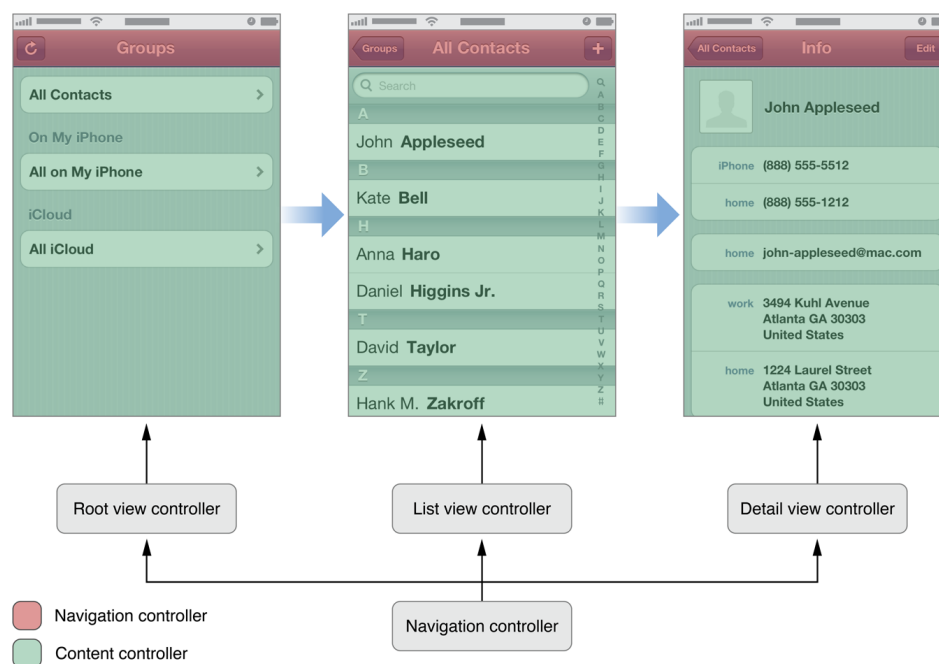 Groups
All Contacts
On My iPhone
All on My iPhone
iCloud
All iCloud
Groups All Contacts +
Search
A
John Appleseed
B
Kate Bell
H
Anna Haro
Daniel Higgins Jr.
T
David Taylor
Z
Hank M. Zakroff
A
B
C
D
E
F
G
H
I
J
K
L
M
N
O
P
Q
R
S
T
U
V
W
X
Y
Z
#
All Contacts Info Edit
John Appleseed
iPhone (888) 555-5512
home (888) 555-1212
home john-appleseed@mac.com
work 3494 Kuhl Avenue
Atlanta GA 30303
United States
home 1224 Laurel Street
Atlanta GA 30303
United States
Root view controller
List view controller
Detail view controller
Navigation controller
Navigation controller
Content controller